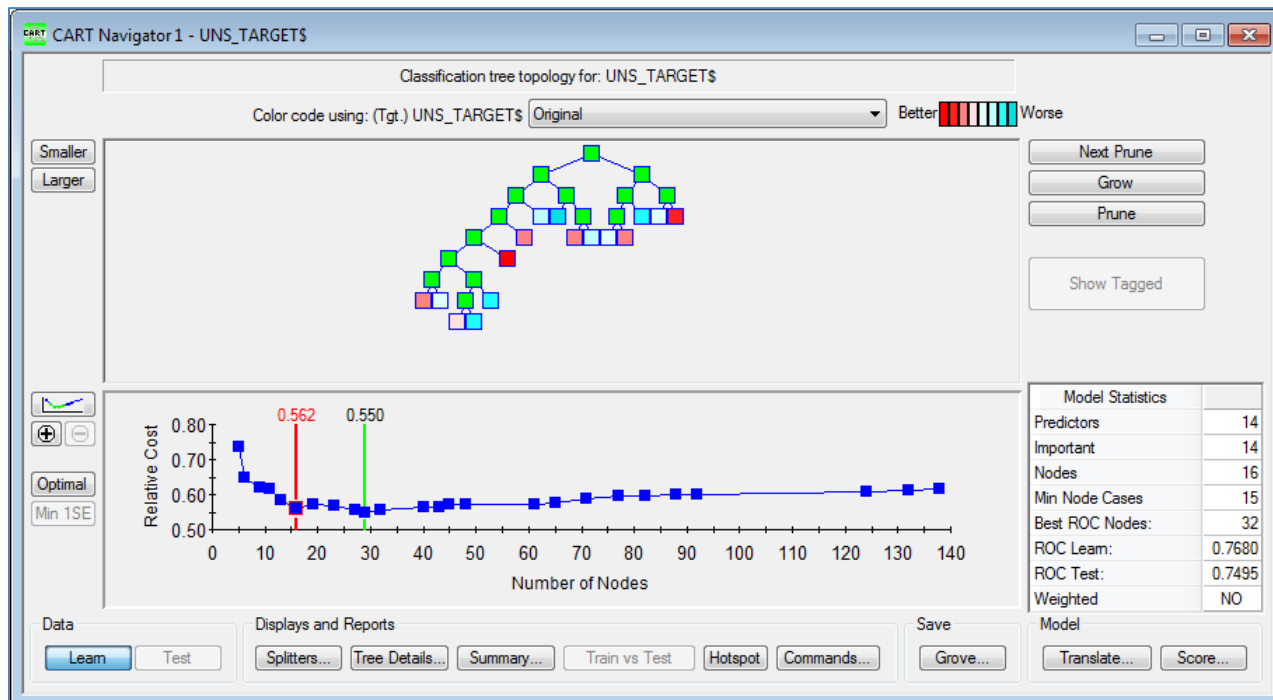 CART CART Navigator 1 - UNS_TARGET$
Classification tree topology for: UNS_TARGET$
Color code using: (Tgt.) UNS_TARGET$ Original Better Worse
Smaller
Larger
Next Prune
Grow
Prune
Show Tagged
Optimal
Min 1SE
0.562 0.550
Relative Cost
0.80
0.70
0.60
0.50
0 10 20 30 40 50 60 70 80 90 100 110 120 130 140
Number of Nodes
Model Statistics
Predictors 14
Important 14
Nodes 16
Min Node Cases 15
Best ROC Nodes: 32
ROC Learn: 0.7680
ROC Test: 0.7495
Weighted NO
Data Displays and Reports Save Model
Learn Test Splitters... Tree Details... Summary... Train vs Test Hotspot Commands... Grove... Translate... Score...